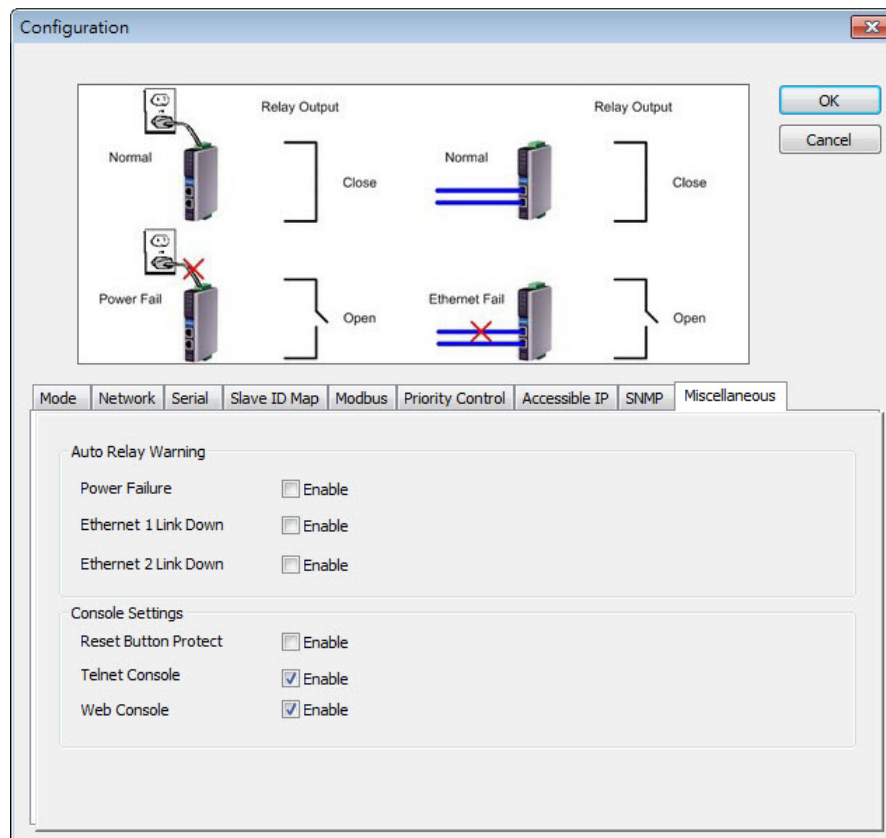 Configuration
OK
Cancel
Relay Output
Relay Output
Normal
Close
Normal
Close
Power Fail
Open
Ethernet Fail
Open
Mode Network Serial Slave ID Map Modbus Priority Control Accessible IP SNMP Miscellaneous
Auto Relay Warning
Power Failure Enable
Ethernet 1 Link Down Enable
Ethernet 2 Link Down Enable
Console Settings
Reset Button Protect Enable
Telnet Console Enable
Web Console Enable